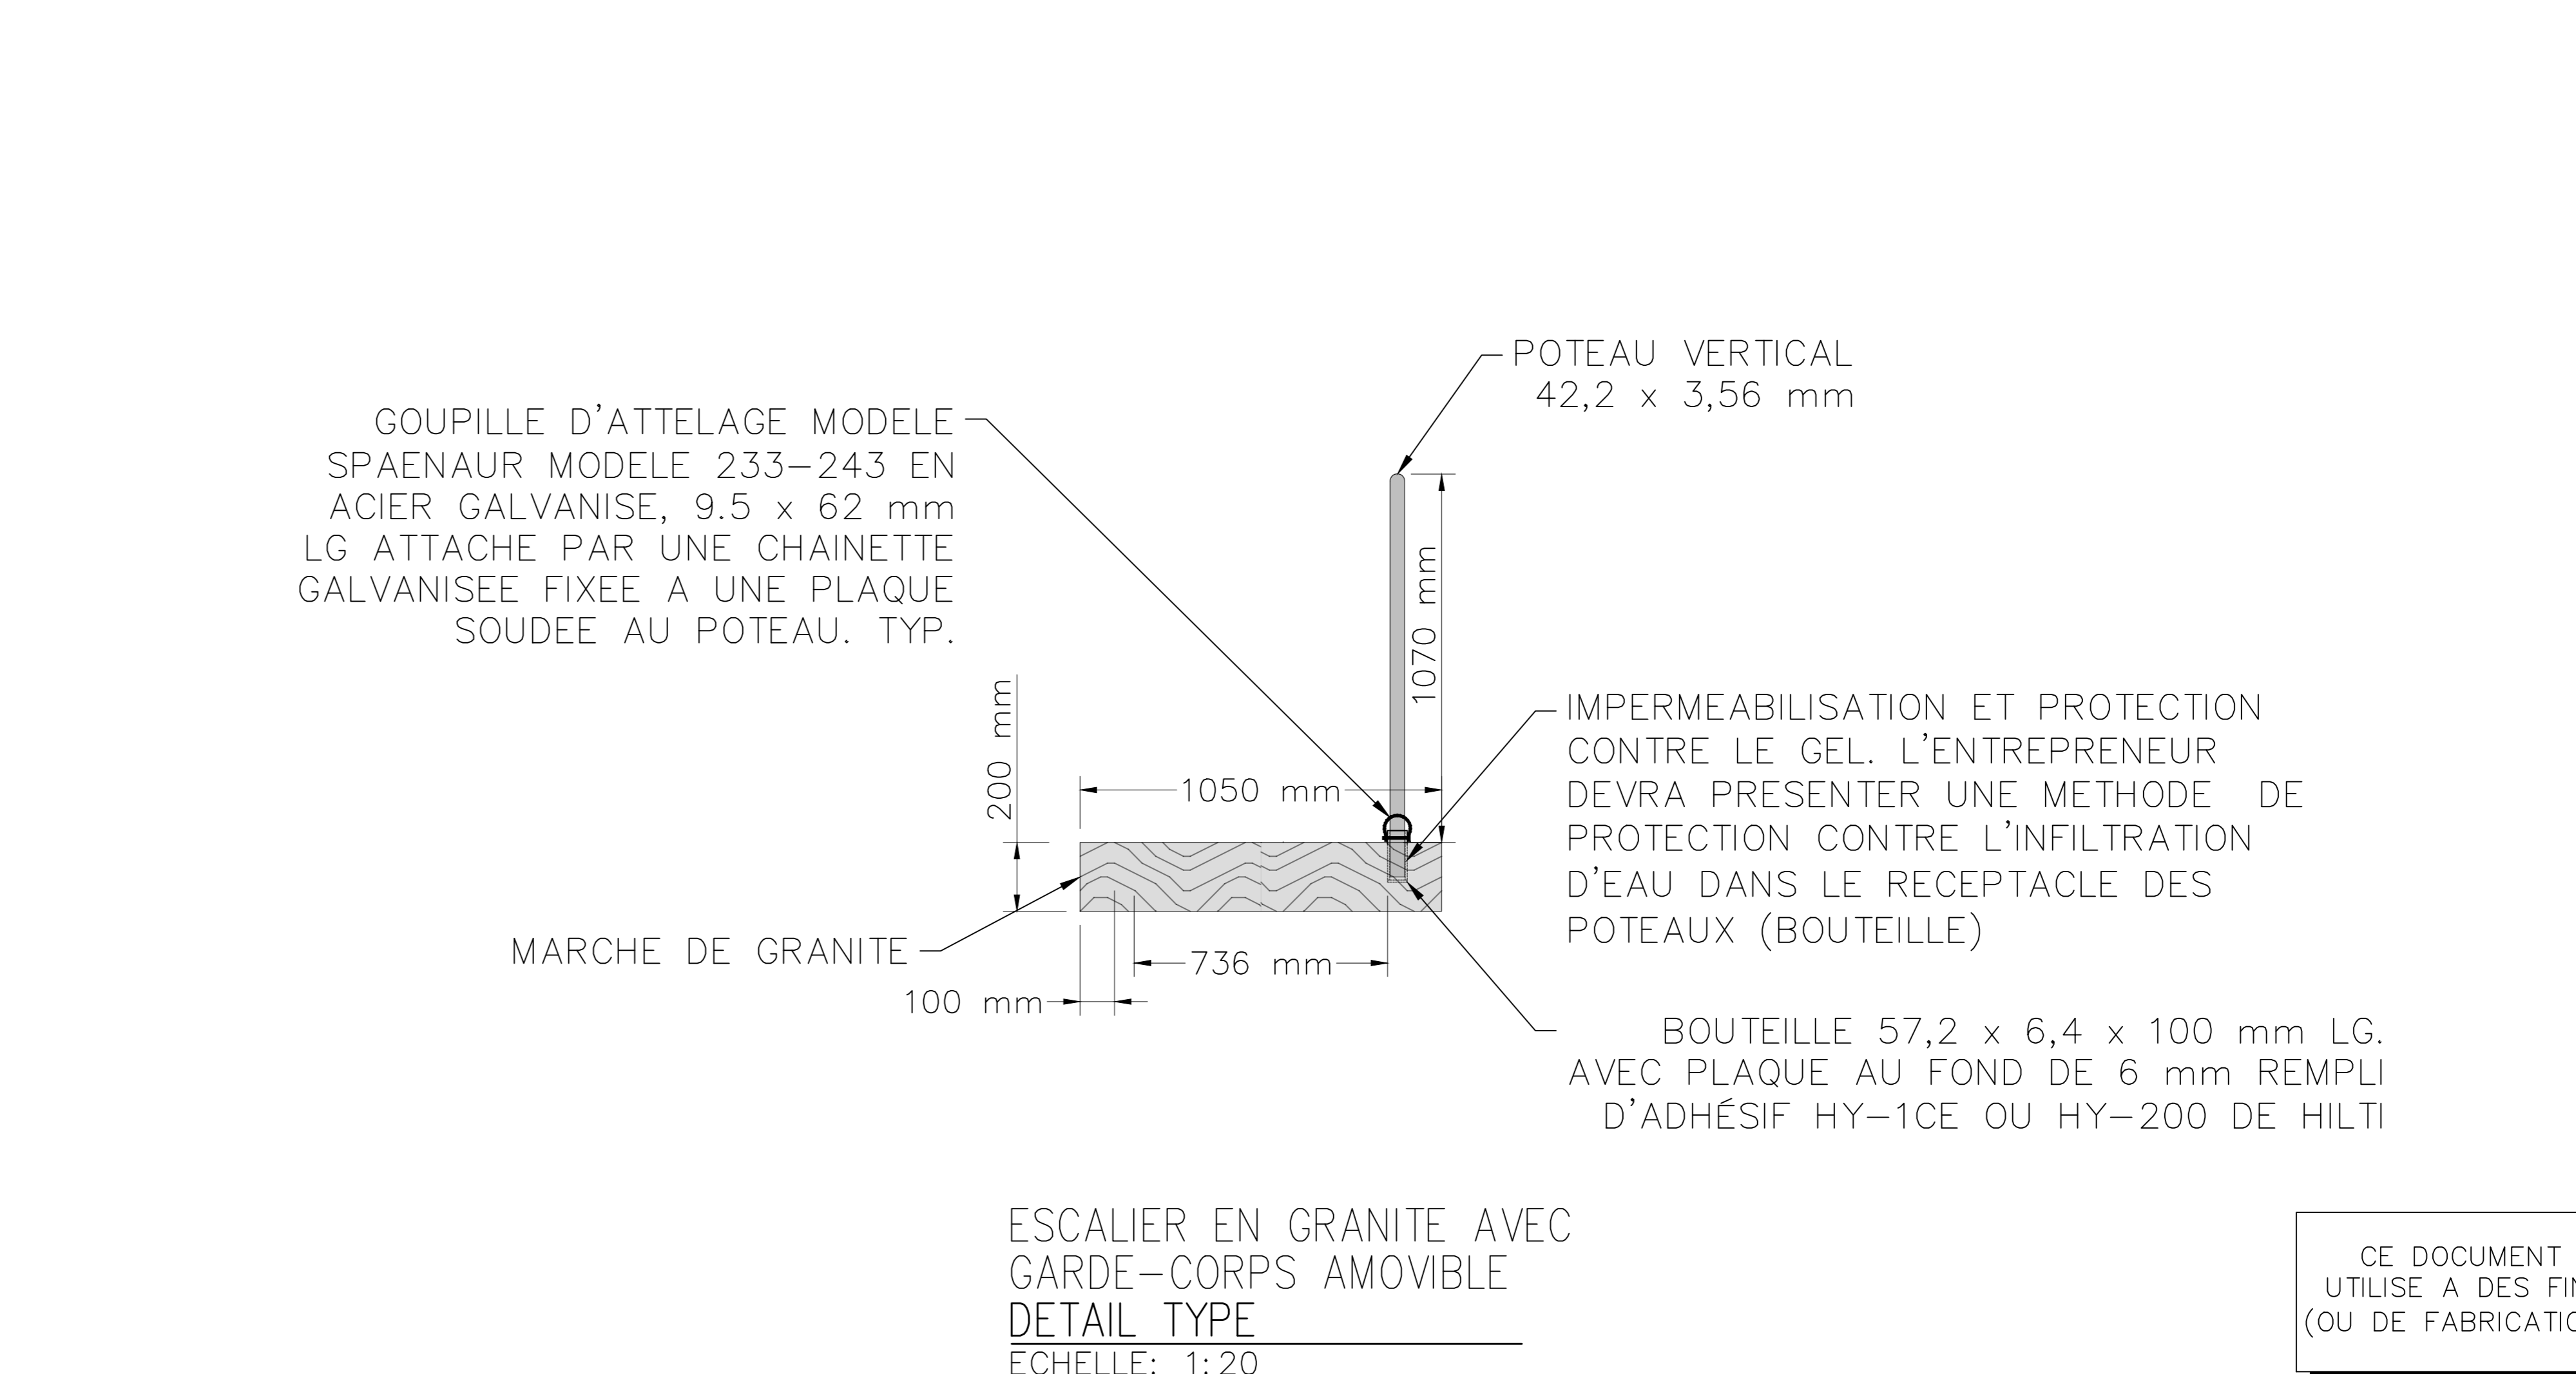 POTEAU VERTICAL
42,2 x 3,56 mm
GOUPILLE D'ATTELAGE MODELE
SPAENAUR MODELE 233-243 EN
ACIER GALVANISE, 9.5 x 62 mm
LG ATTACHE PAR UNE CHAINETTE
GALVANISEE FIXEE A UNE PLAQUE
SOUDEE AU POTEAU. TYP.
1070 mm
200 mm
1050 mm
IMPERMEABILISATION ET PROTECTION
CONTRE LE GEL. L'ENTREPRENEUR
DEVRA PRESENTER UNE METHODE DE
PROTECTION CONTRE L'INFILTRATION
D'EAU DANS LE RECEPTACLE DES
POTEAUX (BOUTEILLE)
MARCHE DE GRANITE
736 mm
100 mm
BOUTEILLE 57,2 x 6,4 x 100 mm LG.
AVEC PLAQUE AU FOND DE 6 mm REMPLI
D'ADHÉSIF HY-1CE OU HY-200 DE HILTI
ESCALIER EN GRANITE AVEC
GARDE-CORPS AMOVIBLE
DETAIL TYPE
ECHELLE: 1:20
CE DOCUMENT
UTILISE A DES
(OU DE